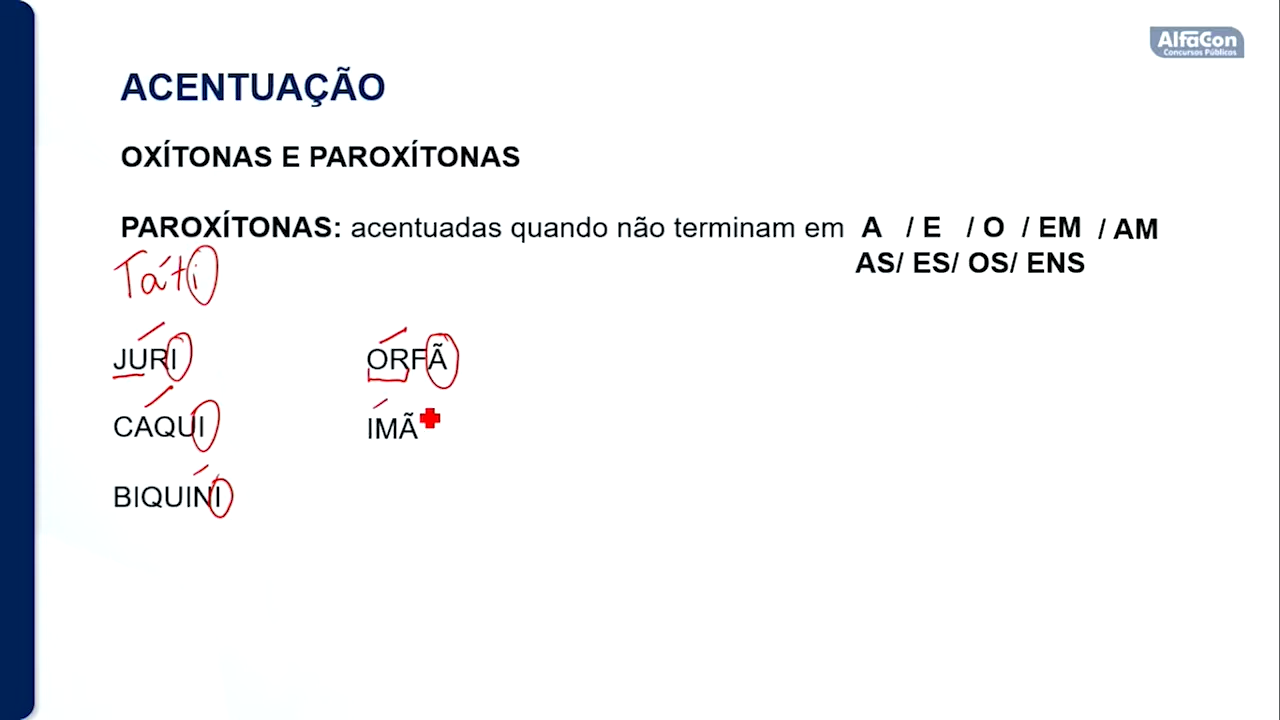 AlfaCon
Concursos Públicos
ACENTUAÇÃO
OXÍTONAS E PAROXÍTONAS
PAROXÍTONAS: acentuadas quando não terminam em A / E / O / EM / AM
AS/ ES/ OS/ ENS
Táti
JURI
ORFÃ
CAQUI
IMÃ
BIQUINI